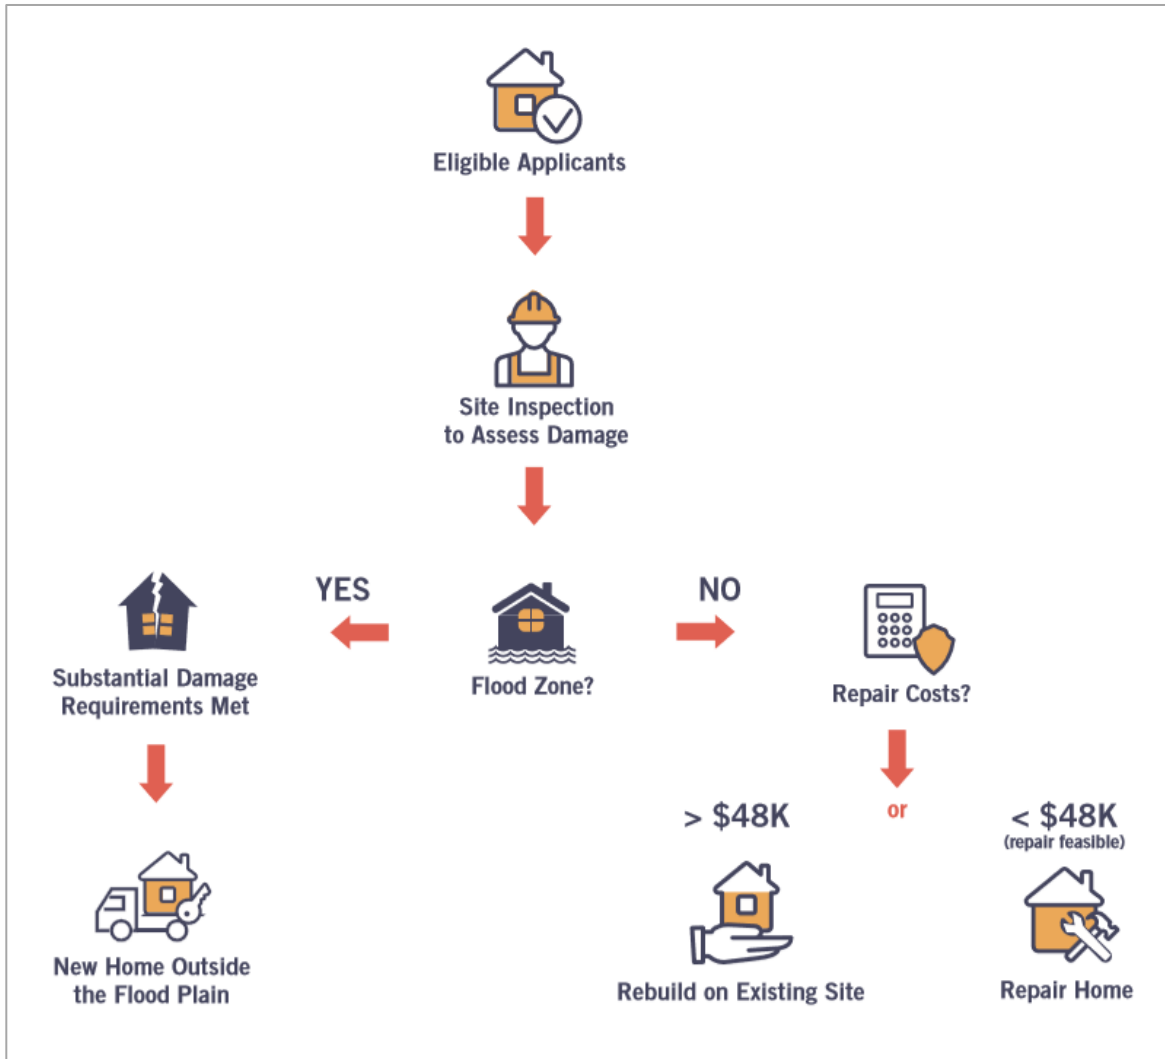 Eligible Applicants
Site Inspection
to Assess Damage
YES
NO
Substantial Damage
Requirements Met
Flood Zone?
Repair Costs?
> $48K
or
< $48K
(repair feasible)
New Home Outside
the Flood Plain
Rebuild on Existing Site
Repair Home